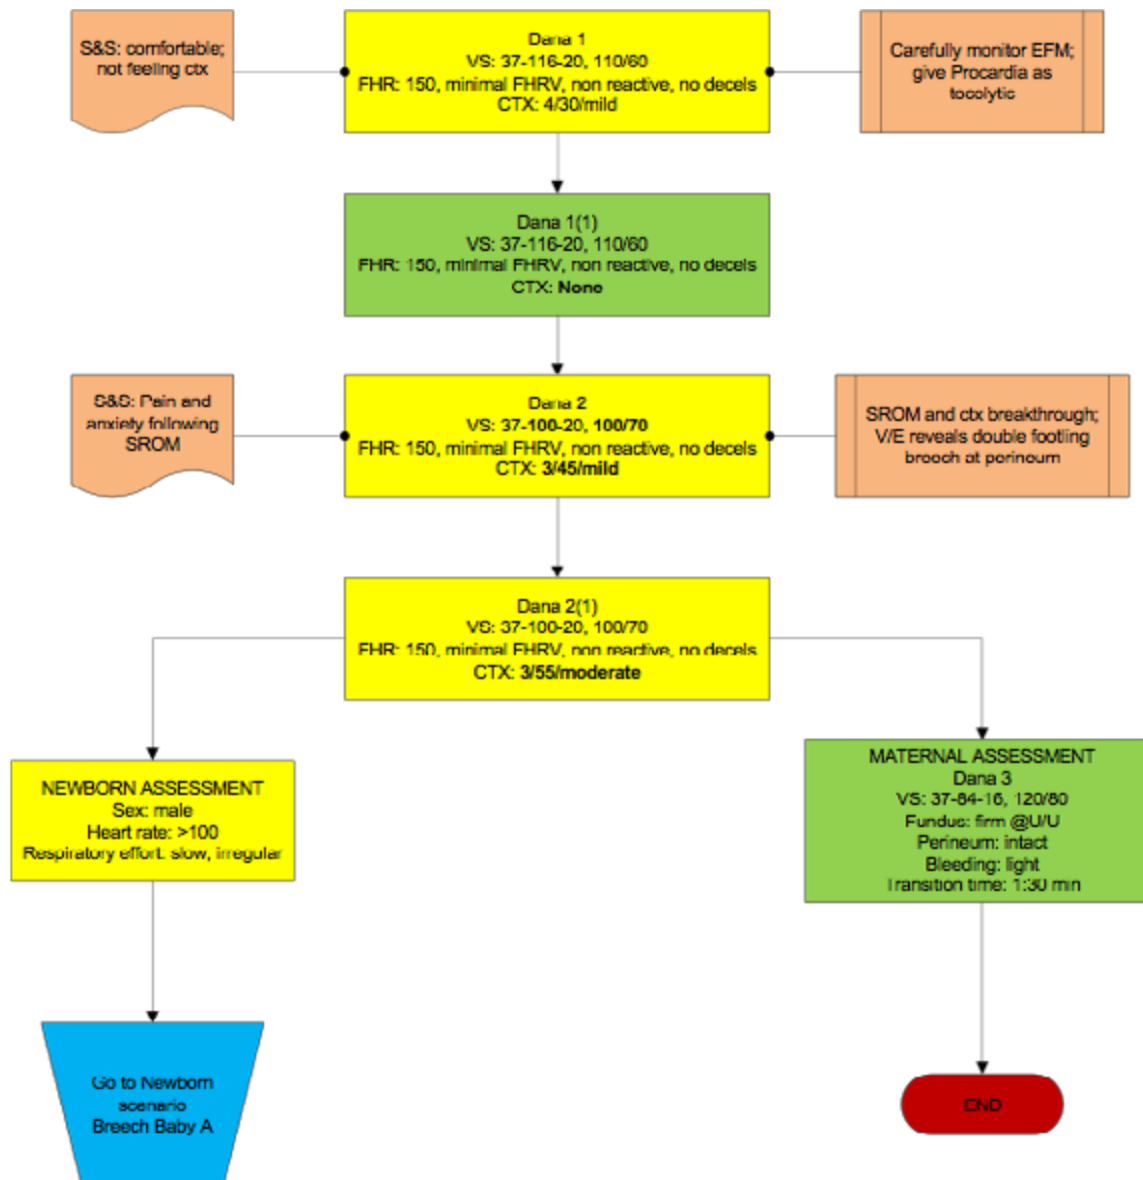 S&S: comfortable;
not feeling ctx
Dana 1
VS: 37-116-20, 110/60
FHR: 150, minimal FHRV, non reactive, no decels
CTX: 4/30/mild
Carefully monitor EFM;
give Procardia as
tocolytic
Dana 1(1)
VS: 37-116-20, 110/60
FHR: 150, minimal FHRV, non reactive, no decels
CTX: None
S&S: Pain and
anxiety following
SROM
Dana 2
VS: 37-100-20, 100/70
FHR: 150, minimal FHRV, non reactive, no decels
CTX: 3/45/mild
SROM and ctx breakthrough;
V/E reveals double footling
breech at perineum
Dana 2(1)
VS: 37-100-20, 100/70
FHR: 150, minimal FHRV, non reactive, no decels
CTX: 3/55/moderate
NEWBORN ASSESSMENT
Sex: male
Heart rate: >100
Respiratory effort: slow, irregular
MATERNAL ASSESSMENT
Dana 3
VS: 37-84-16, 120/80
Fundus: firm @U/U
Perineum: intact
Bleeding: light
Transition time: 1:30 min
Go to Newborn
scenario
Breech Baby A
END